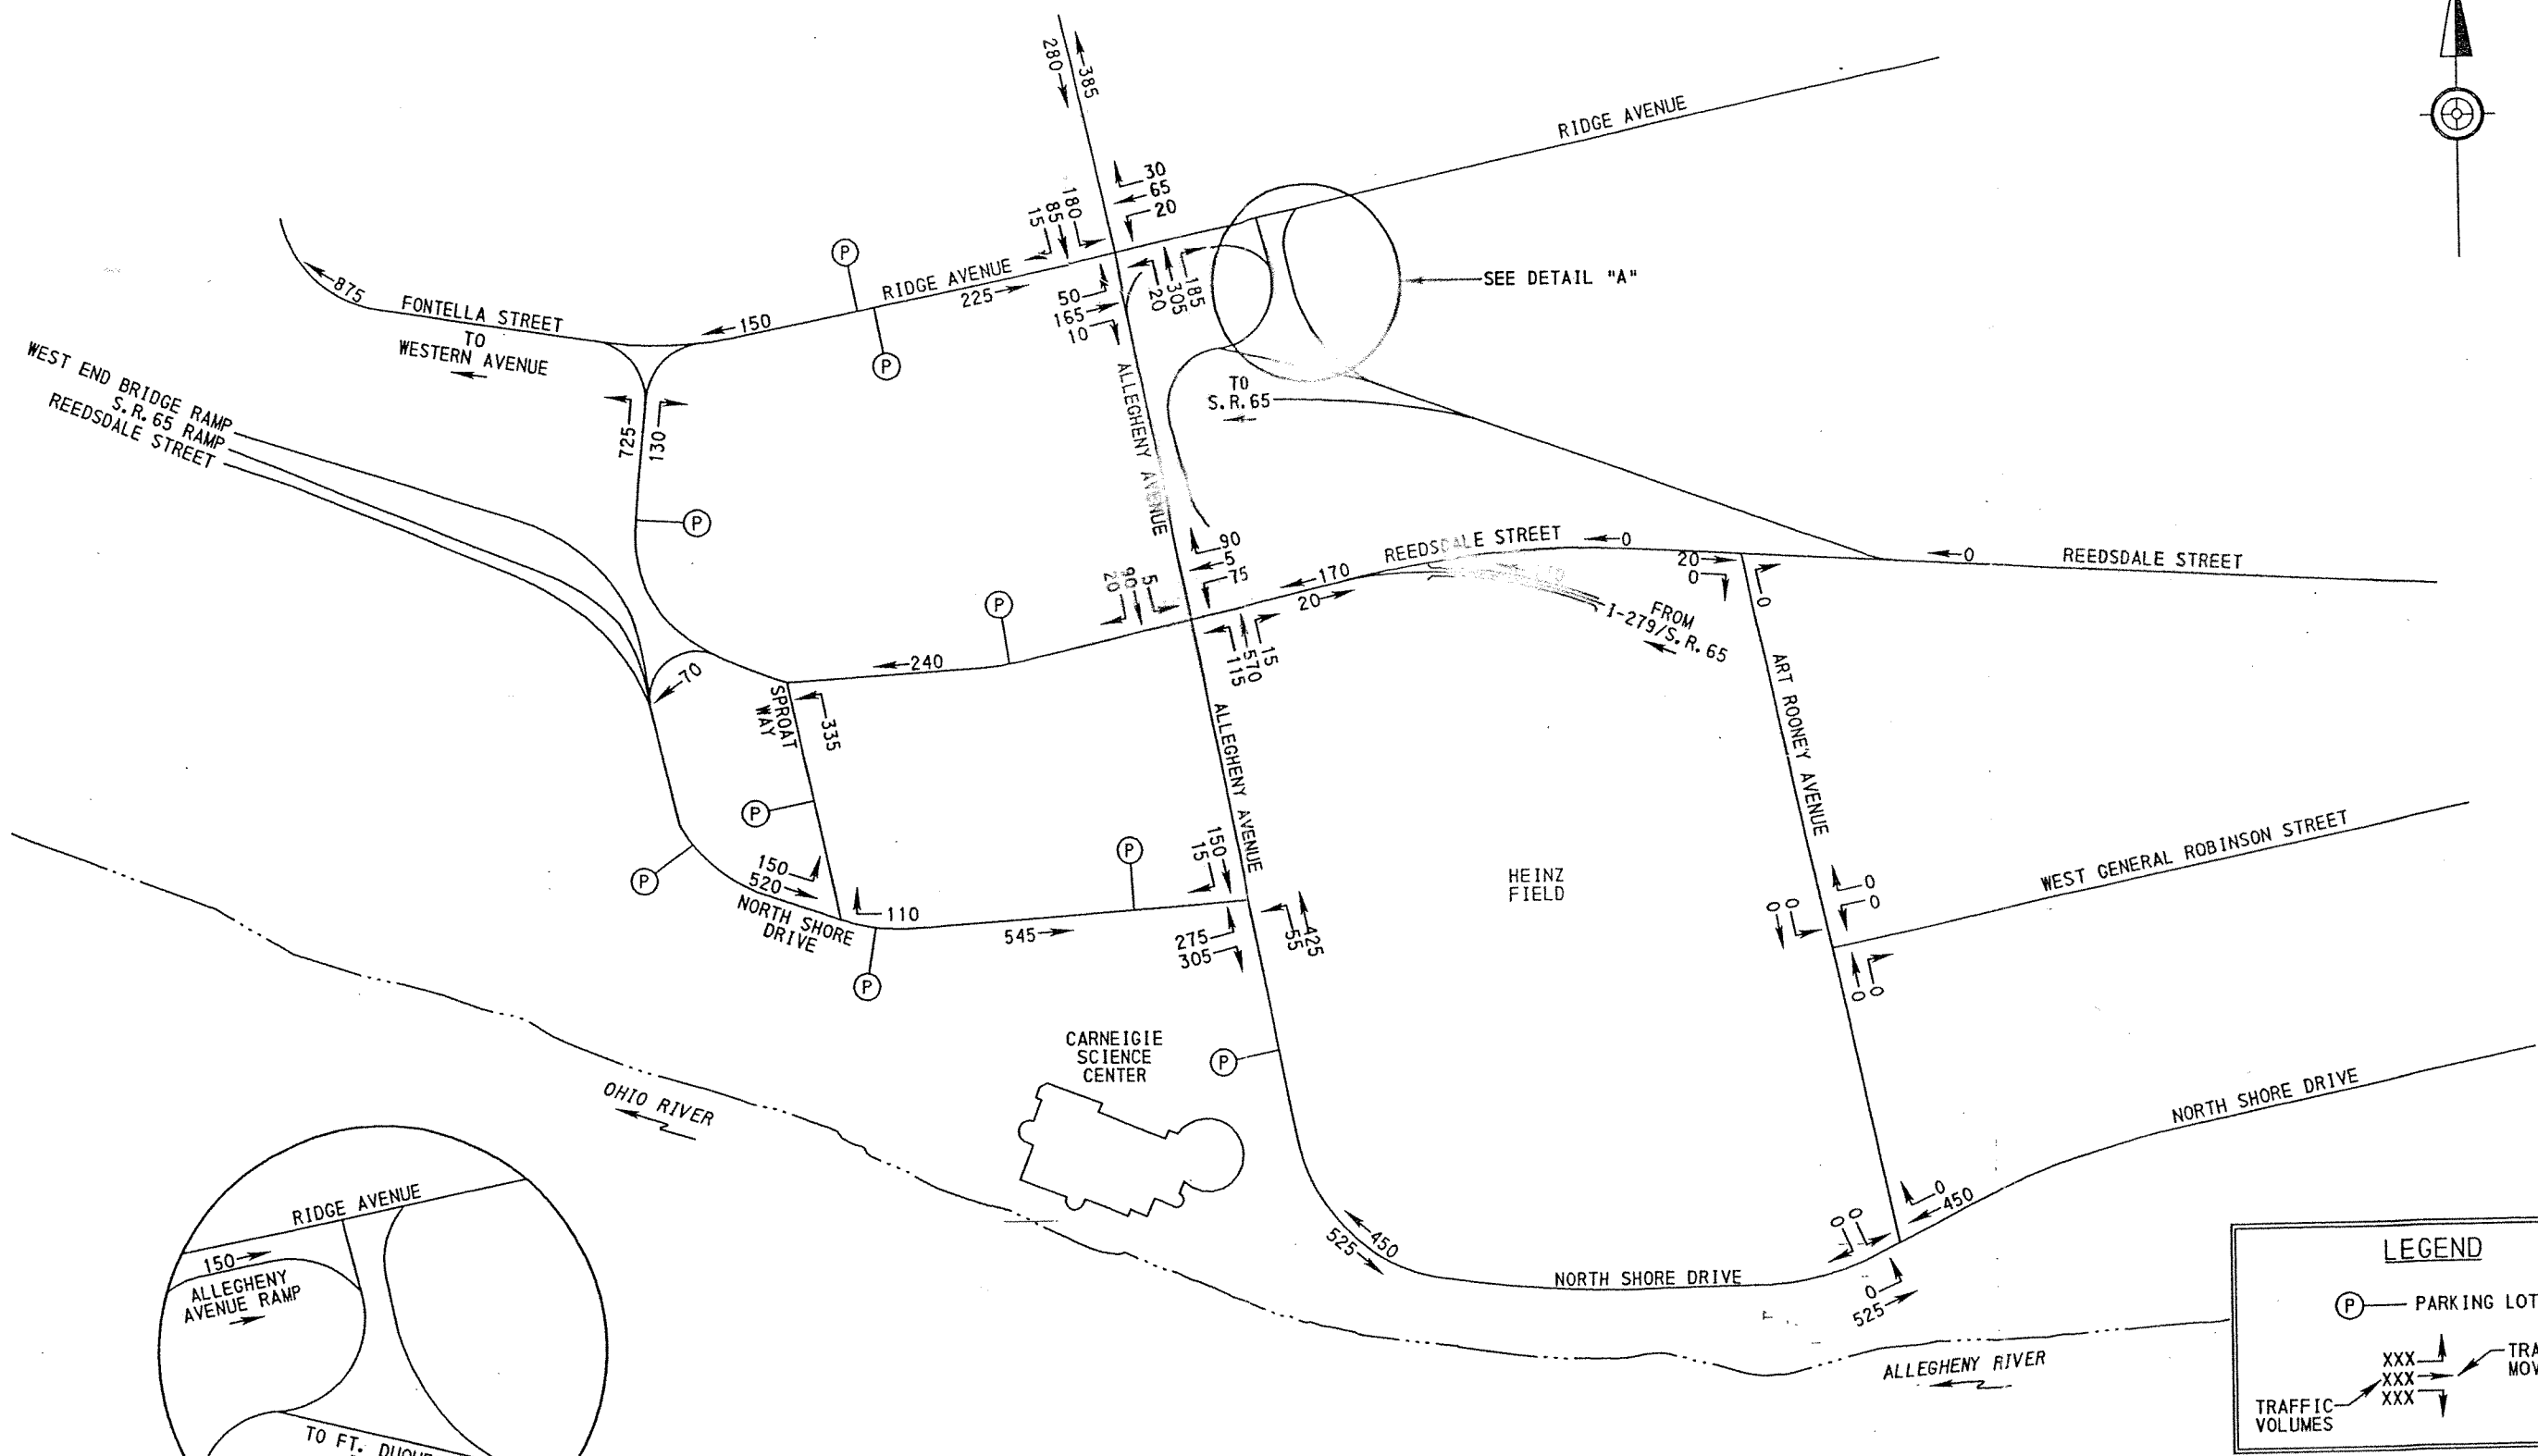 280
385
RIDGE AVENUE
30
65
20
180
85
15
P
RIDGE AVENUE
225
50
165
10
20
305
185
SEE DETAIL "A"
875
FONTELLA STREET
TO
WESTERN AVENUE
150
P
WEST END BRIDGE RAMP
S.R.65 RAMP
REEDSDALE STREET
725
130
P
ALLEGHENY AVENUE
TO
S.R.65
90
5
75
20
90
5
170
20
REEDSDALE STREET
0
0
REEDSDALE STREET
20
0
0
FROM
I-279/S.R.65
P
240
115
570
15
70
SPROAT
WAY
335
ALLEGHENY AVENUE
ART ROONEY AVENUE
P
P
150
520
110
NORTH SHORE
DRIVE
P
P
545
15
150
275
305
55
425
HEINZ
FIELD
WEST GENERAL ROBINSON STREET
0
0
0
0
0
0
CARNEIGIE
SCIENCE
CENTER
P
OHIO RIVER
NORTH SHORE DRIVE
450
525
NORTH SHORE DRIVE
0
0
0
450
0
525
ALLEGHENY RIVER
RIDGE AVENUE
150
ALLEGHENY
AVENUE RAMP
TO FT.
LEGEND
P
PARKING LOT
XXX
XXX
XXX
TRAFFIC
VOLUMES